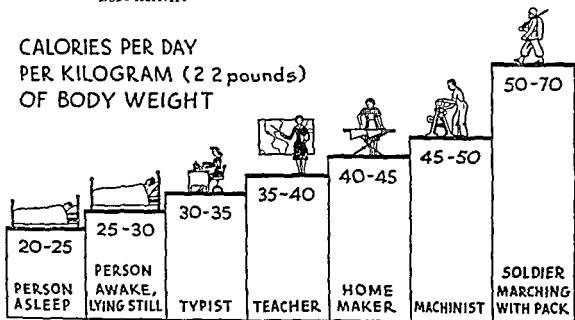 CALORIES PER DAY
PER KILOGRAM (2 2 pounds)
OF BODY WEIGHT
20-25
PERSON
ASLEEP
25-30
PERSON
AWAKE,
LYING STILL
30-35
TYPIST
35-40
TEACHER
40-45
HOME
MAKER
45-50
MACHINIST
50-70
SOLDIER
MARCHING
WITH PACK